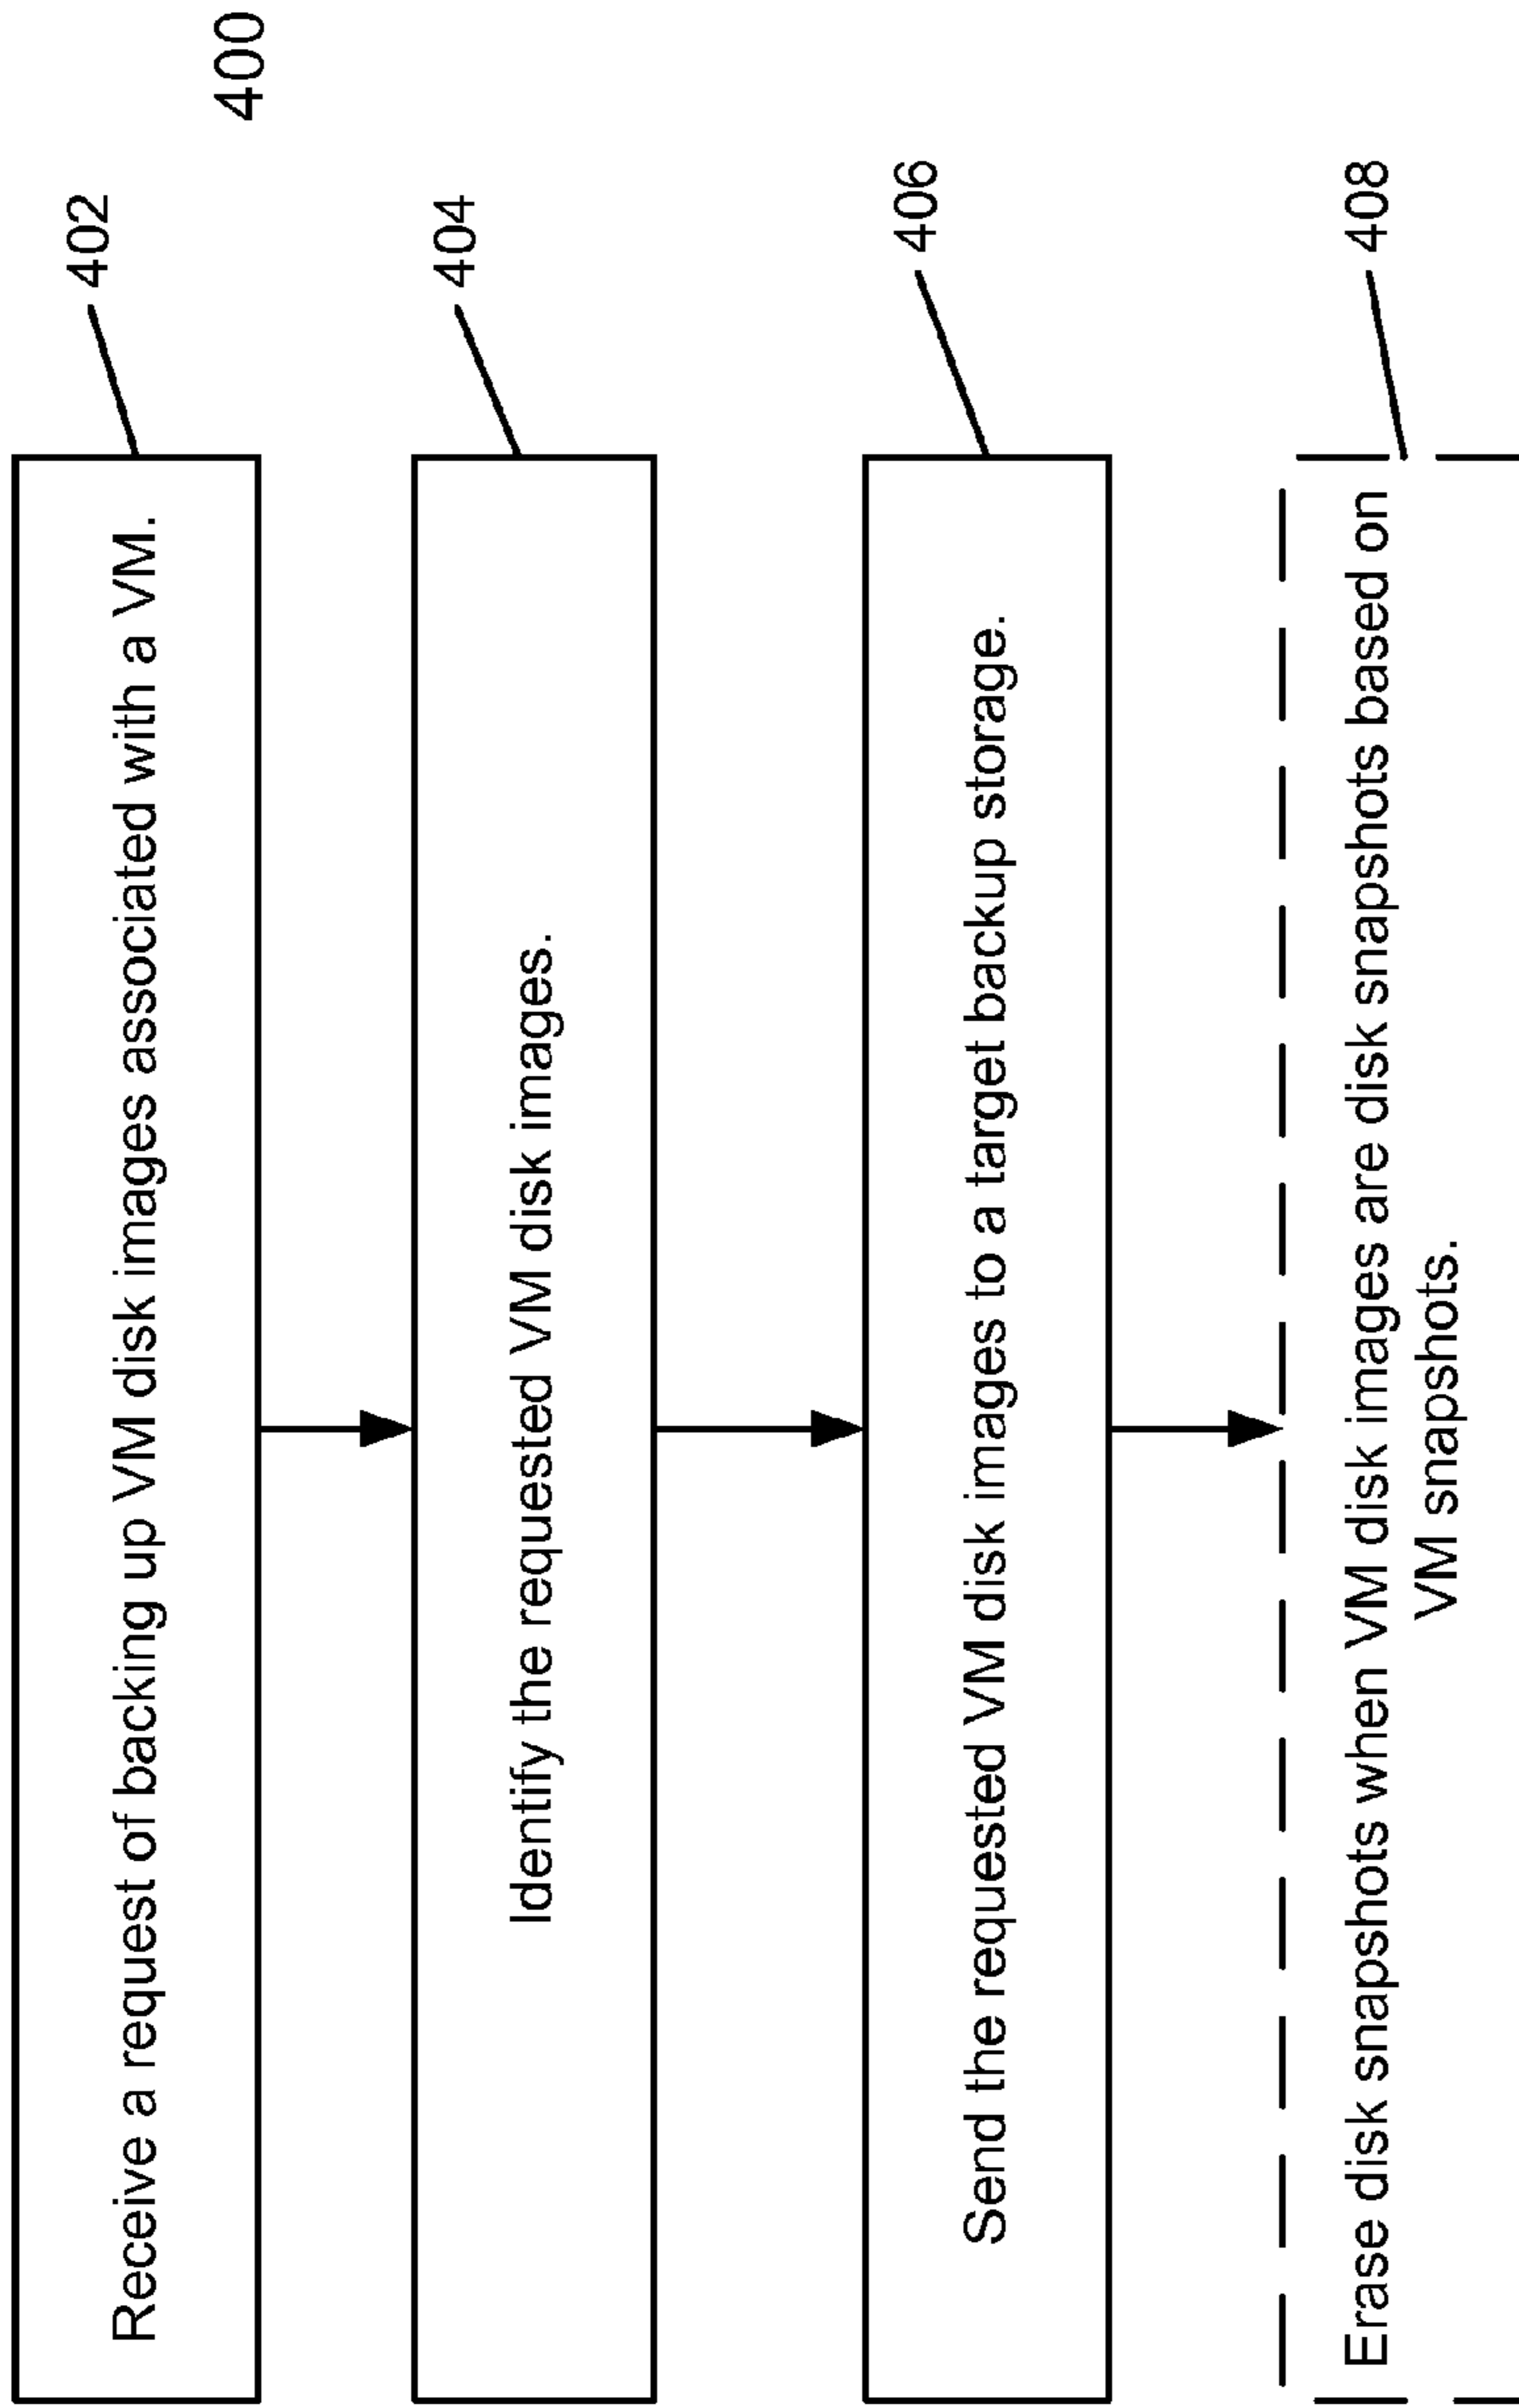 400
Receive a request of backing up VM disk images associated with a VM.
402
Identify the requested VM disk images.
404
Send the requested VM disk images to a target backup storage.
406
Erase disk snapshots when VM disk images are disk snapshots based on
VM snapshots.
408